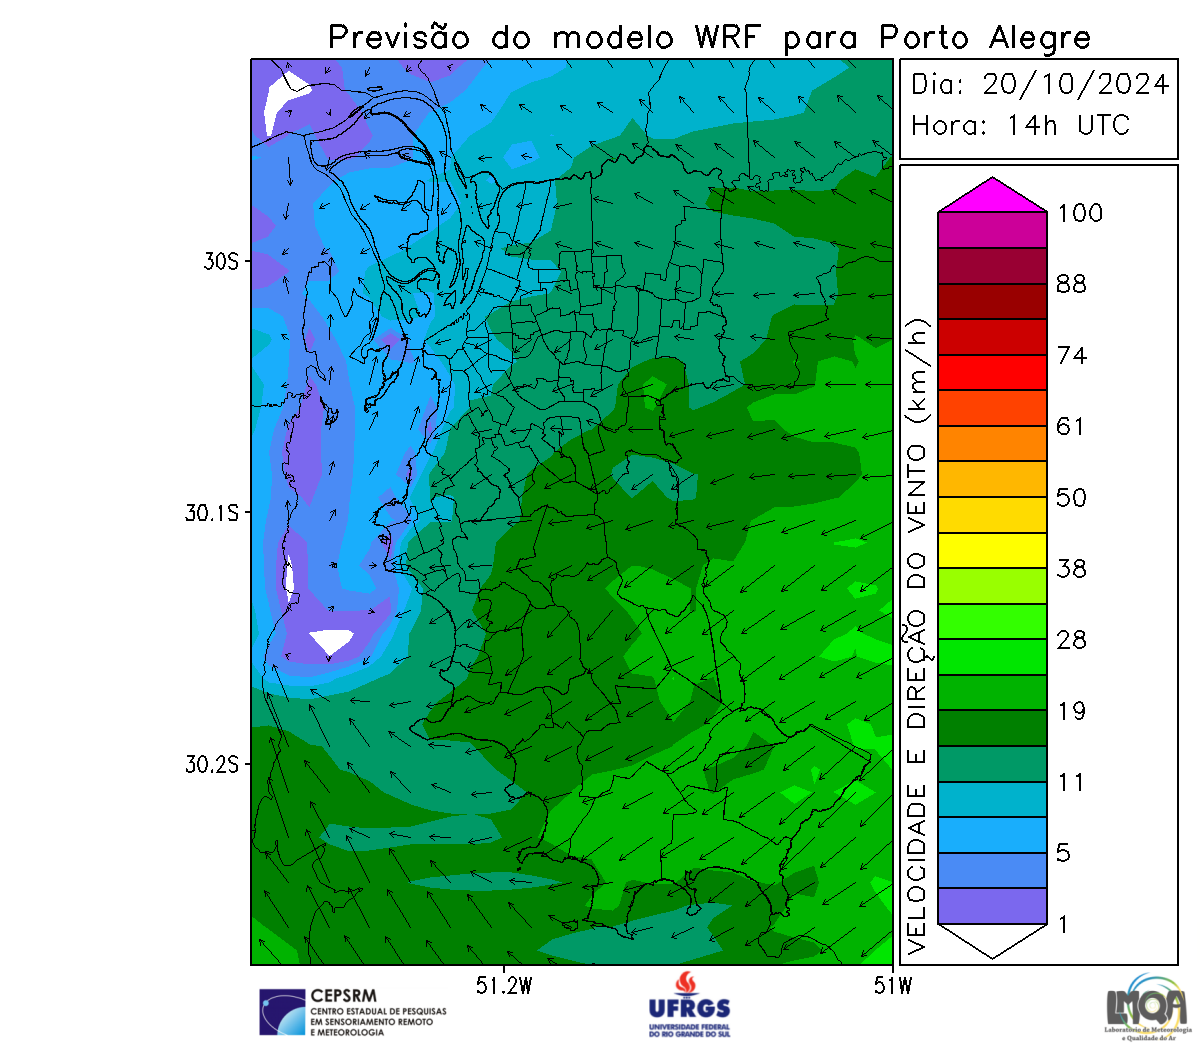 Previsão do modelo WRF para Porto Alegre
Dia: 20/10/2024
Hora: 14h UTC
30S
30.1S
30.2S
51.2W
51W
VELOCIDADE E DIREÇÃO DO VENTO (km/h)
100
88
74
61
50
38
28
19
11
5
1
CEPSRM
CENTRO ESTADUAL DE PESQUISAS
EM SENSORIAMENTO REMOTO
E METEOROLOGIA
UFRGS
UNIVERSIDADE FEDERAL
DO RIO GRANDE DO SUL
LMQA
Laboratório de Meteorologia
e Qualidade do Ar